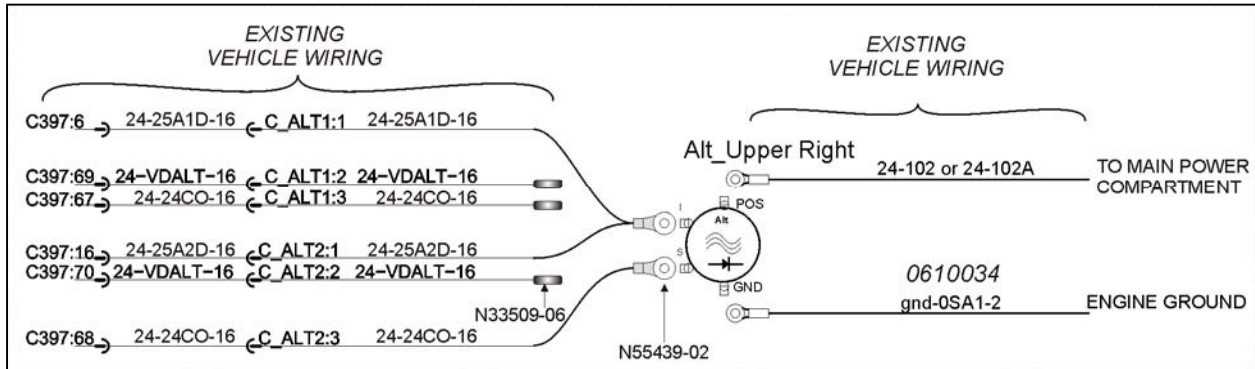 EXISTING
VEHICLE WIRING
EXISTING
VEHICLE WIRING
C397:6 24-25A1D-16 C_ALT1:1 24-25A1D-16
Alt_Upper Right
24-102 or 24-102A
TO MAIN POWER
COMPARTMENT
C397:69 24-VDALT-16 C_ALT1:2 24-VDALT-16
C397:67 24-24CO-16 C_ALT1:3 24-24CO-16
I
POS
Alt
C397:16 24-25A2D-16 C_ALT2:1 24-25A2D-16
S
C397:70 24-VDALT-16 C_ALT2:2 24-VDALT-16
GND
0610034
gnd-0SA1-2
ENGINE GROUND
N33509-06
C397:68 24-24CO-16 C_ALT2:3 24-24CO-16
N55439-02